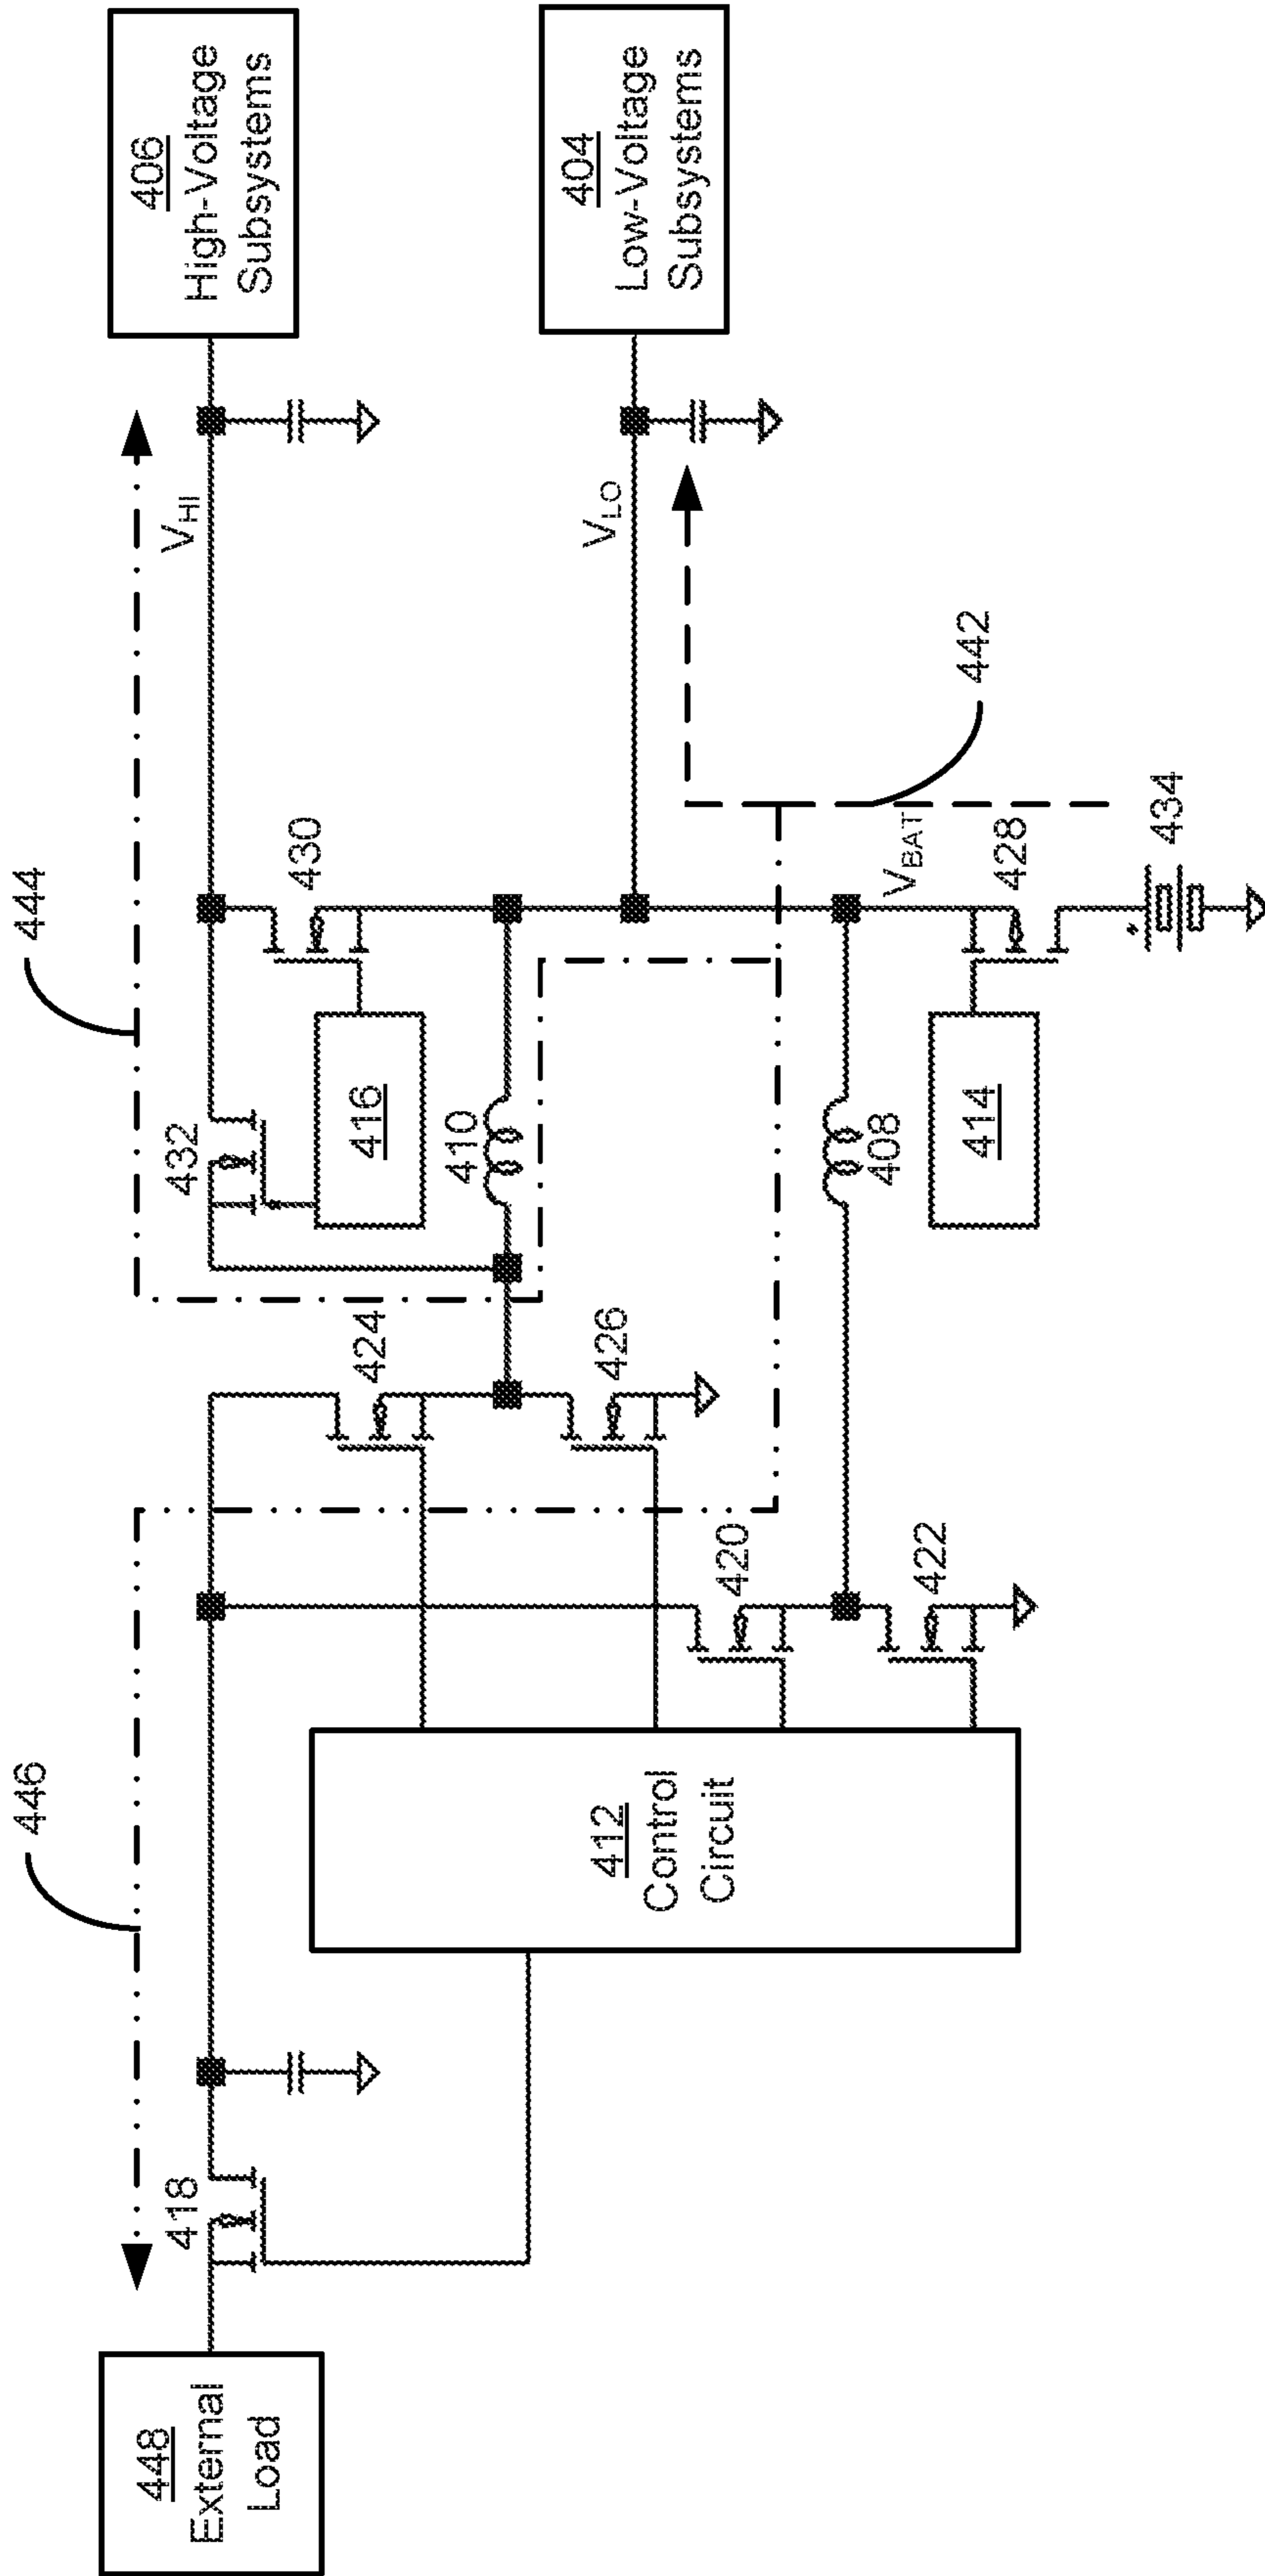 446
444
448
External
Load
418
412
Control
Circuit
420
422
424
426
432
416
410
408
430
414
V_HI
V_LO
V_BAT
428
434
442
406
High-Voltage
Subsystems
404
Low-Voltage
Subsystems